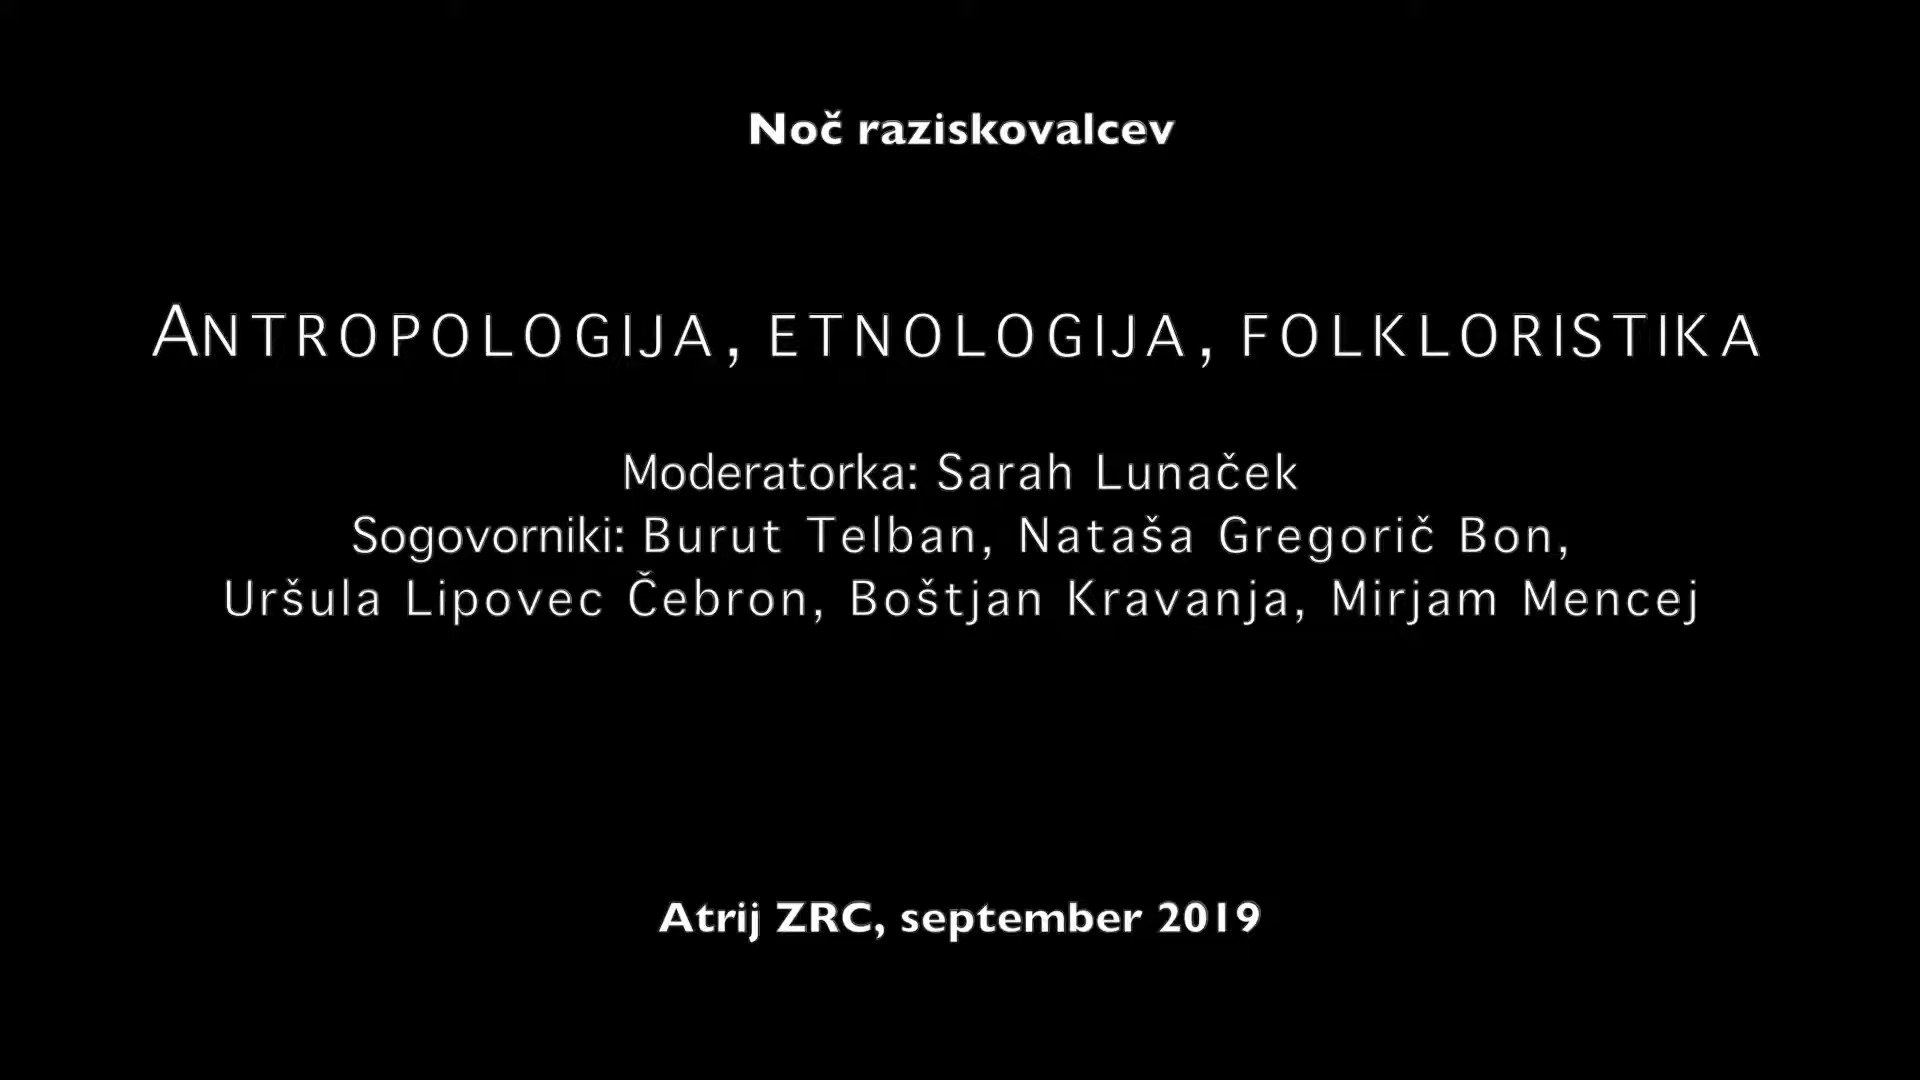 Noč raziskovalcev
ANTROPOLOGIJA, ETNOLOGIJA, FOLKLORISTIKA
Moderatorka: Sarah Lunaček
Sogovorniki: Burut Telban, Nataša Gregorič Bon,
Uršula Lipovec Čebron, Boštjan Kravanja, Mirjam Mencej
Atrij ZRC, september 2019